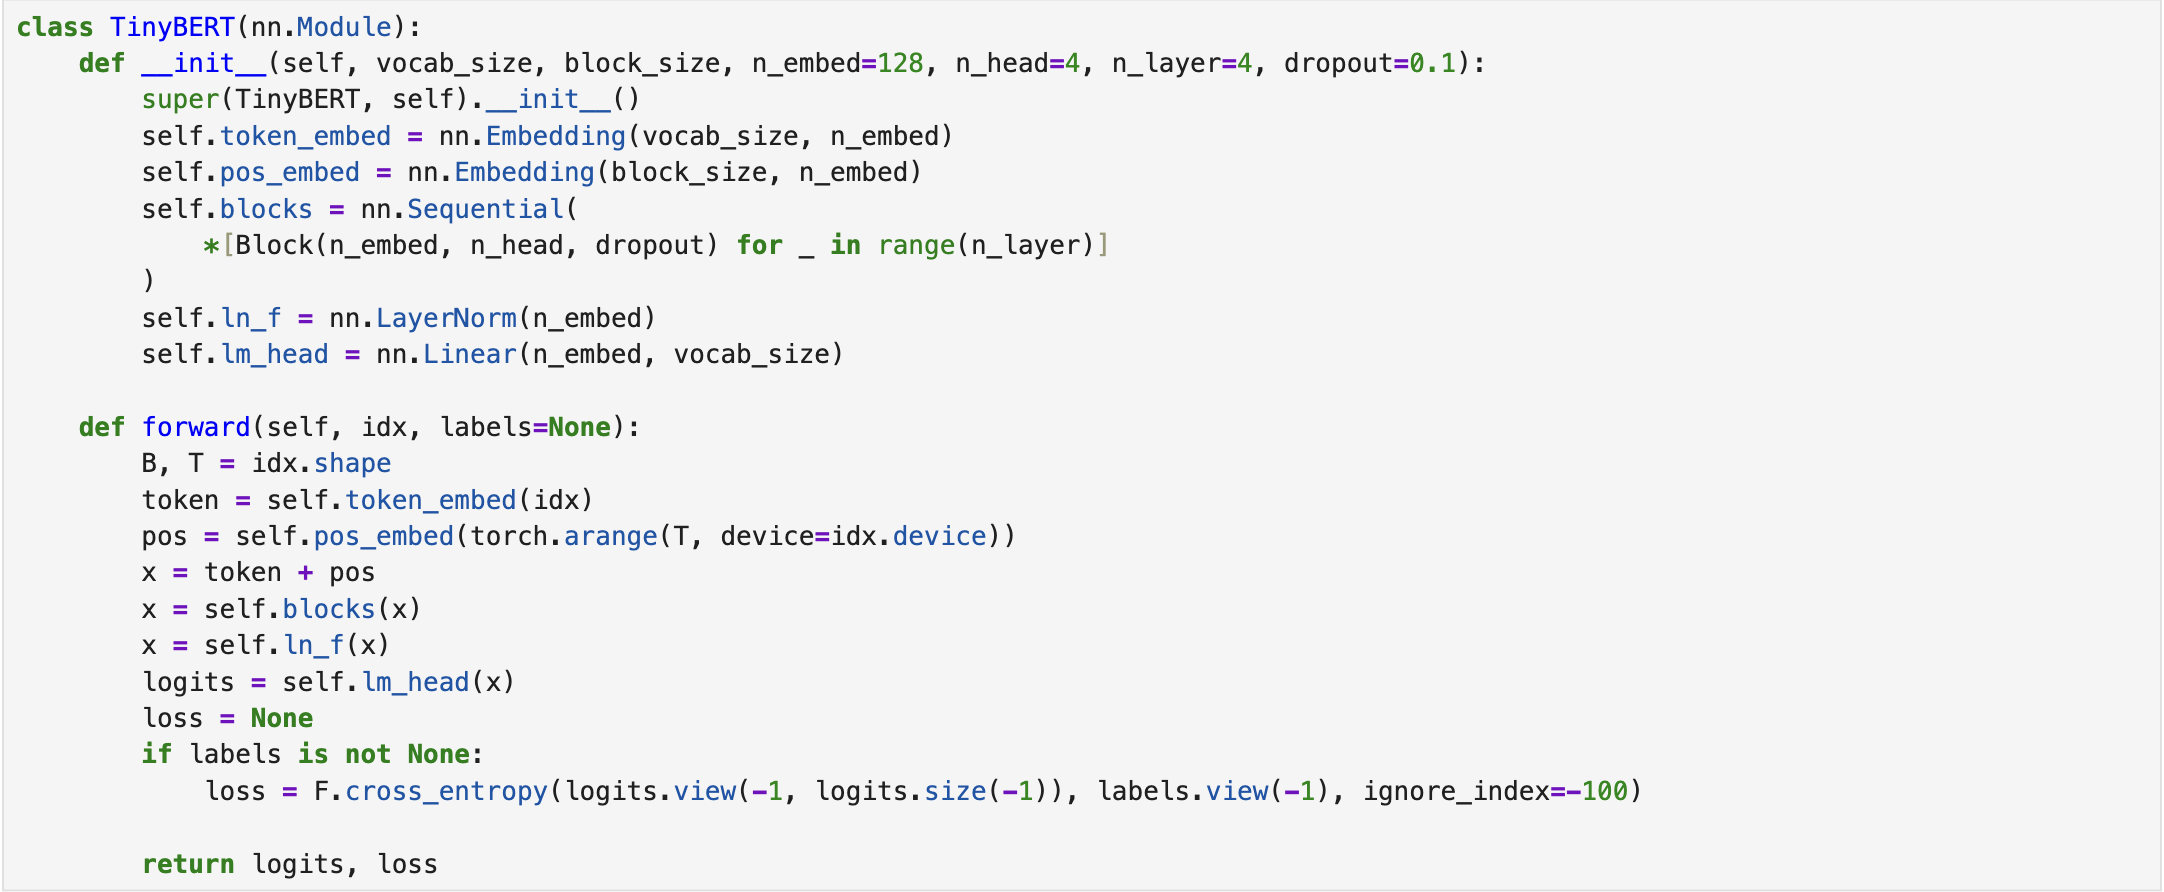 class TinyBERT(nn.Module):
    def __init__(self, vocab_size, block_size, n_embed=128, n_head=4, n_layer=4, dropout=0.1):
        super(TinyBERT, self).__init__()
        self.token_embed = nn.Embedding(vocab_size, n_embed)
        self.pos_embed = nn.Embedding(block_size, n_embed)
        self.blocks = nn.Sequential(
            *[Block(n_embed, n_head, dropout) for _ in range(n_layer)]
        )
        self.ln_f = nn.LayerNorm(n_embed)
        self.lm_head = nn.Linear(n_embed, vocab_size)

    def forward(self, idx, labels=None):
        B, T = idx.shape
        token = self.token_embed(idx)
        pos = self.pos_embed(torch.arange(T, device=idx.device))
        x = token + pos
        x = self.blocks(x)
        x = self.ln_f(x)
        logits = self.lm_head(x)
        loss = None
        if labels is not None:
            loss = F.cross_entropy(logits.view(-1, logits.size(-1)), labels.view(-1), ignore_index=-100)

        return logits, loss